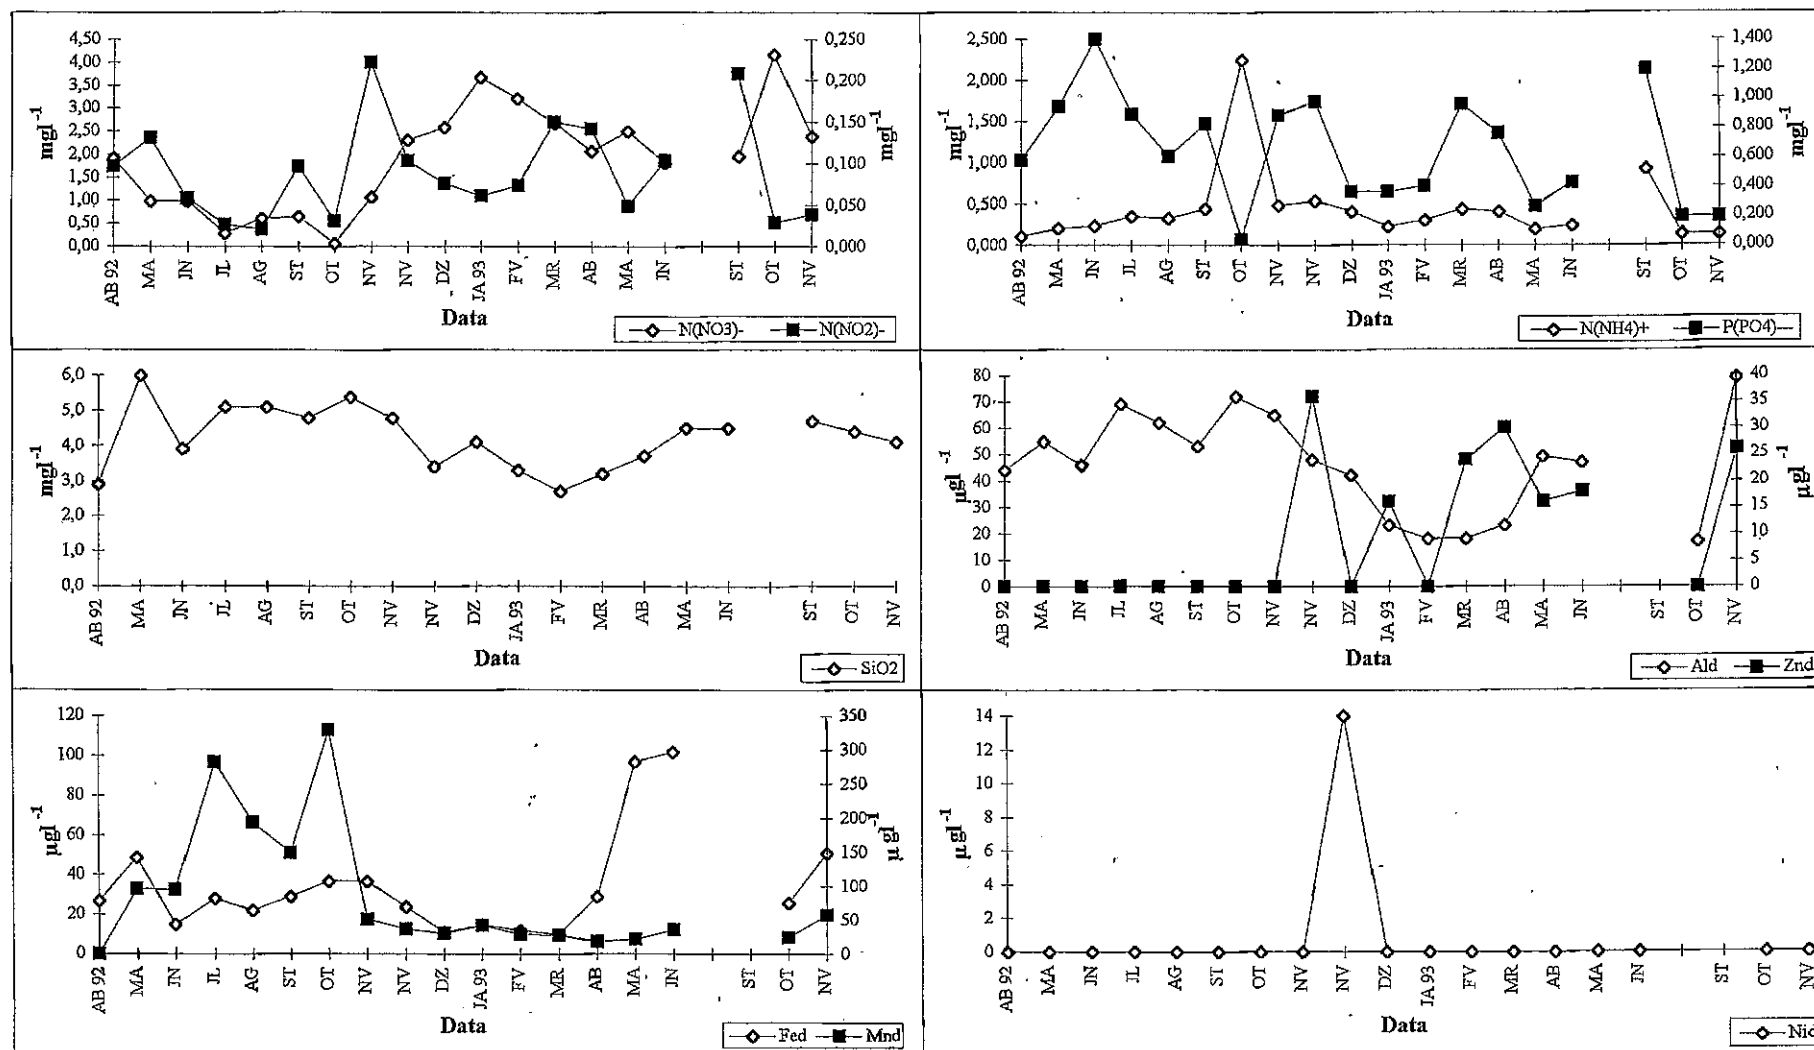 4,50 4,00 3,50 3,00 2,50 2,00 1,50 1,00 0,50 0,00
mgl-1
0,250 0,200 0,150 0,100 0,050 0,000
mgl-1
AB 92 MA JN JL AG ST OT NV NV DZ JA 93 FV MR AB MA JN ST OT NV
Data
N(NO3)- N(NO2)-
2,500 2,000 1,500 1,000 0,500 0,000
mgl-1
1,400 1,200 1,000 0,800 0,600 0,400 0,200 0,000
mgl-1
AB 92 MA JN JL AG ST OT NV NV DZ JA 93 FV MR AB MA JN ST OT NV
Data
N(NH4)+ P(PO4)---
6,0 5,0 4,0 3,0 2,0 1,0 0,0
mgl-1
AB 92 MA JN JL AG ST OT NV NV DZ JA 93 FV MR AB MA JN ST OT NV
Data
SiO2
80 70 60 50 40 30 20 10 0
µgl-1
40 35 30 25 20 15 10 5 0
µgl-1
AB 92 MA JN JL AG ST OT NV NV DZ JA 93 FV MR AB MA JN ST OT NV
Data
Ald Znd
120 100 80 60 40 20 0
µgl-1
350 300 250 200 150 100 50 0
µgl-1
AB 92 MA JN JL AG ST OT NV NV DZ JA 93 FV MR AB MA JN ST OT NV
Data
Fed Mnd
14 12 10 8 6 4 2 0
µgl-1
AB 92 MA JN JL AG ST OT NV NV DZ JA 93 FV MR AB MA JN ST OT NV
Data
Nid